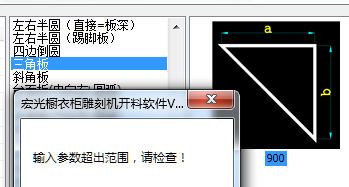 左右半圆（直接=板深）
左右半圆（踢脚板）
四边倒圆
三角板
斜角板
a
b
900
宏光橱衣柜雕刻机开料软件V...
输入参数超出范围，请检查！